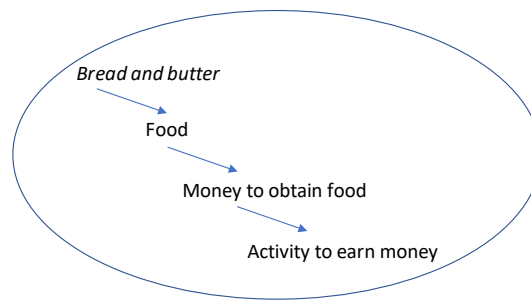 Bread and butter
Food
Money to obtain food
Activity to earn money